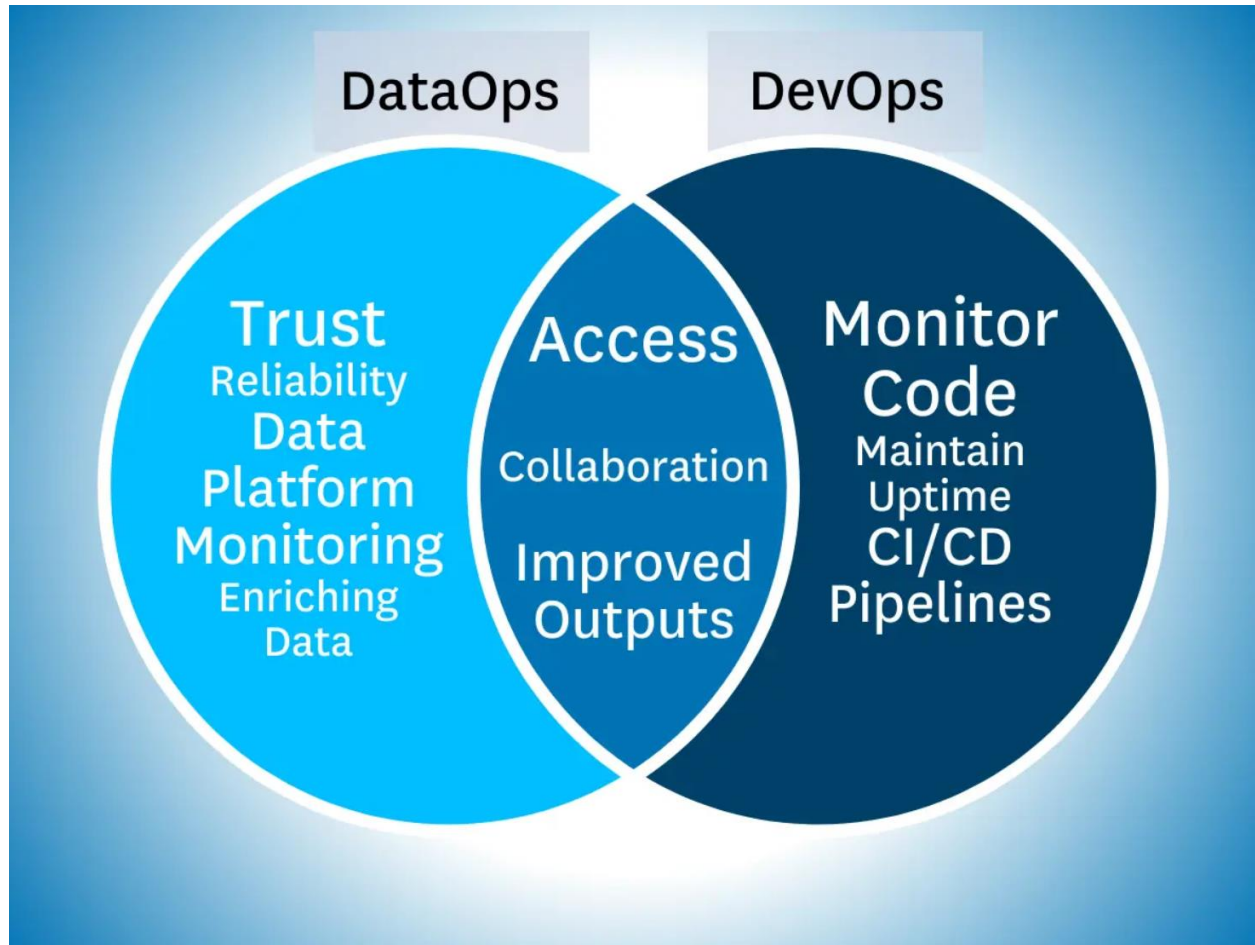 DataOps
DevOps
Trust
Reliability
Data
Platform
Monitoring
Enriching
Data
Access
Collaboration
Improved
Outputs
Monitor
Code
Maintain
Uptime
CI/CD
Pipelines